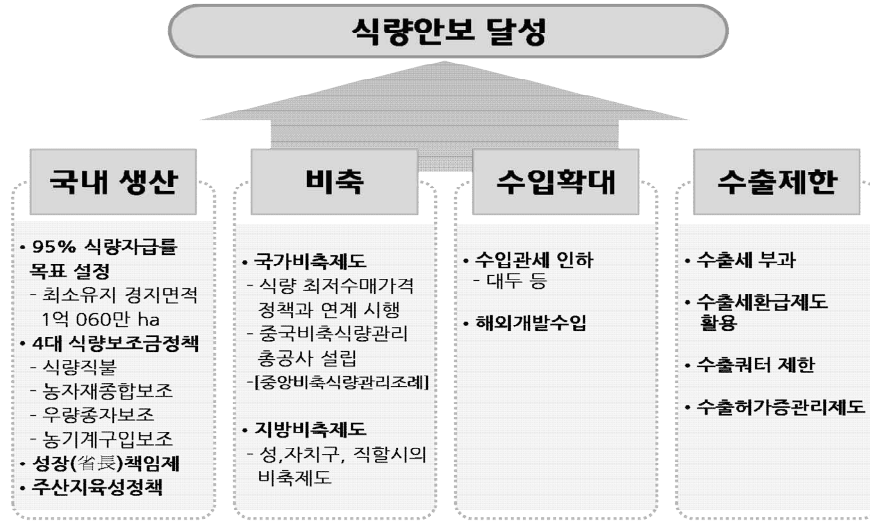 식량안보 달성
국내 생산
• 95% 식량자급률
목표 설정
- 최소유지 경지면적
1억 060만 ha
• 4대 식량보조금정책
- 식량직불
- 농자재종합보조
- 우량종자보조
- 농기계구입보조
• 성장(省長)책임제
• 주산지육성정책
비축
• 국가비축제도
- 식량 최저수매가격
정책과 연계 시행
- 중국비축식량관리
총공사 설립
-[중앙비축식량관리조례]
• 지방비축제도
- 성,자치구, 직할시의
비축제도
수입확대
• 수입관세 인하
- 대두 등
• 해외개발수입
수출제한
• 수출세 부과
• 수출세환급제도
활용
• 수출쿼터 제한
• 수출허가증관리제도